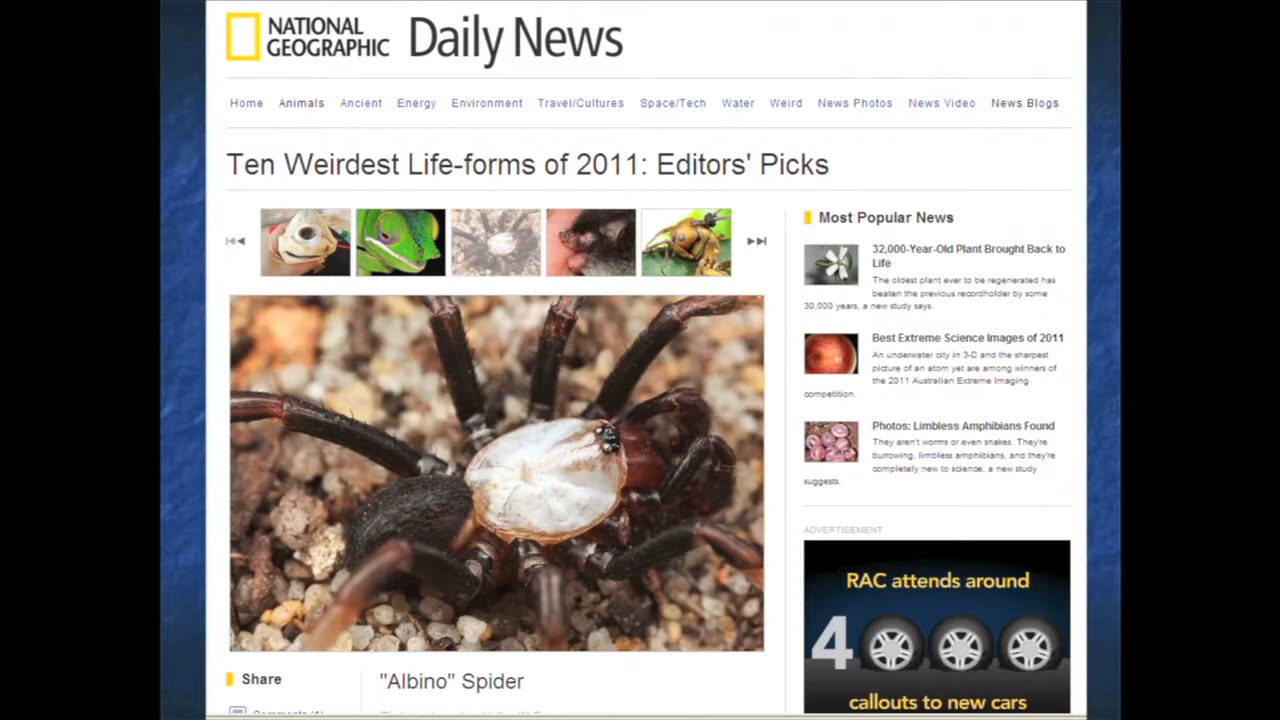 NATIONAL
GEOGRAPHIC
Daily News
Home Animals Ancient Energy Environment Travel/Cultures Space/Tech Water Weird News Photos News Video News Blogs
Ten Weirdest Life-forms of 2011: Editors' Picks
Most Popular News
32,000-Year-Old Plant Brought Back to
Life
The oldest plant ever to be regenerated has
beaten the previous recordholder by some
30,000 years, a new study says.
Best Extreme Science Images of 2011
An underwater city in 3-D and the sharpest
picture of an atom yet are among winners of
the 2011 Australian Extreme Imaging
competition.
Photos: Limbless Amphibians Found
They aren't worms or even snakes. They're
burrowing, limbless amphibians, and they're
completely new to science, a new study
suggests.
ADVERTISEMENT
RAC attends around
4
callouts to new cars
Share
"Albino" Spider